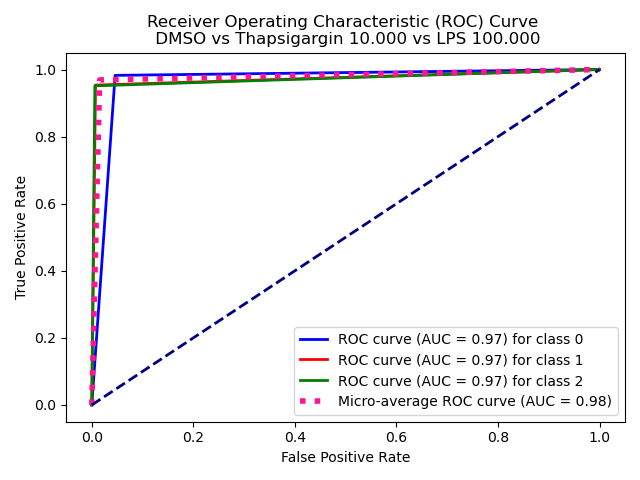 Receiver Operating Characteristic (ROC) Curve
DMSO vs Thapsigargin 10.000 vs LPS 100.000
1.0
0.8
0.6
0.4
0.2
0.0
True Positive Rate
ROC curve (AUC = 0.97) for class 0
ROC curve (AUC = 0.97) for class 1
ROC curve (AUC = 0.97) for class 2
Micro-average ROC curve (AUC = 0.98)
0.0 0.2 0.4 0.6 0.8 1.0
False Positive Rate